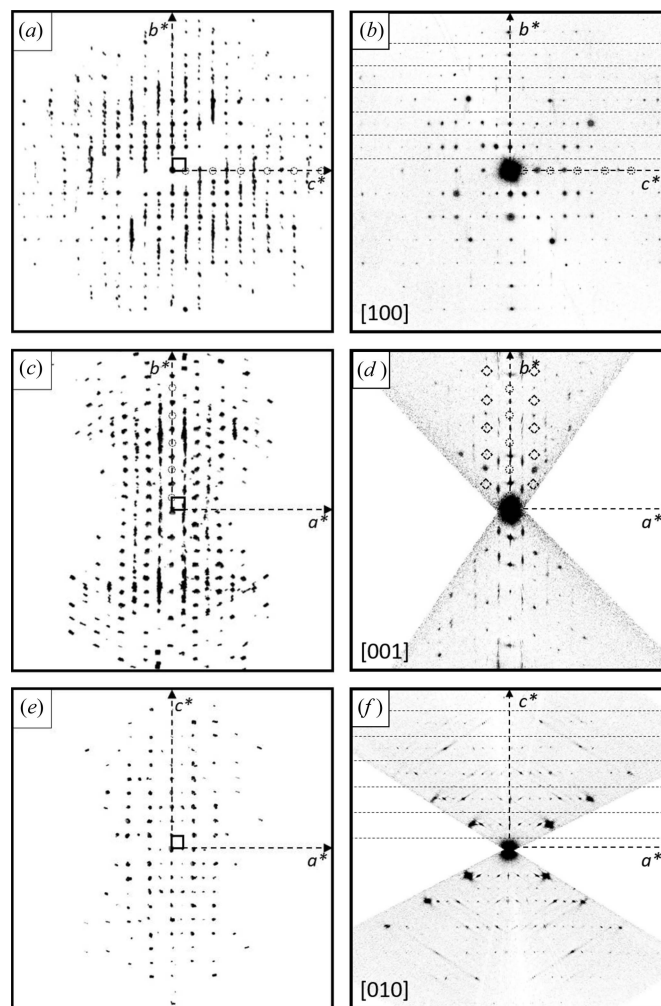 (a)
b*
c*
(b)
b*
c*
[100]
(c)
b*
a*
(d)
b*
a*
[001]
(e)
c*
a*
(f)
c*
a*
[010]